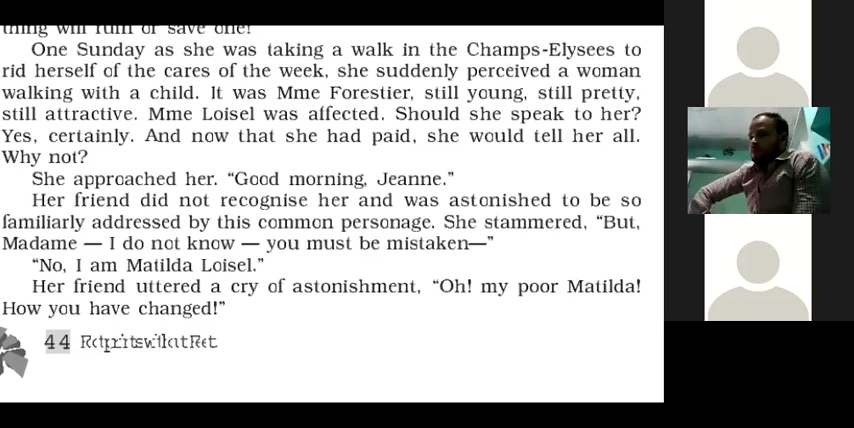 thing will ruin or save one!
One Sunday as she was taking a walk in the Champs-Elysees to
rid herself of the cares of the week, she suddenly perceived a woman
walking with a child. It was Mme Forestier, still young, still pretty,
still attractive. Mme Loisel was affected. Should she speak to her?
Yes, certainly. And now that she had paid, she would tell her all.
Why not?
She approached her. “Good morning, Jeanne.”
Her friend did not recognise her and was astonished to be so
familiarly addressed by this common personage. She stammered, “But,
Madame — I do not know — you must be mistaken—”
“No, I am Matilda Loisel.”
Her friend uttered a cry of astonishment, “Oh! my poor Matilda!
How you have changed!”
44